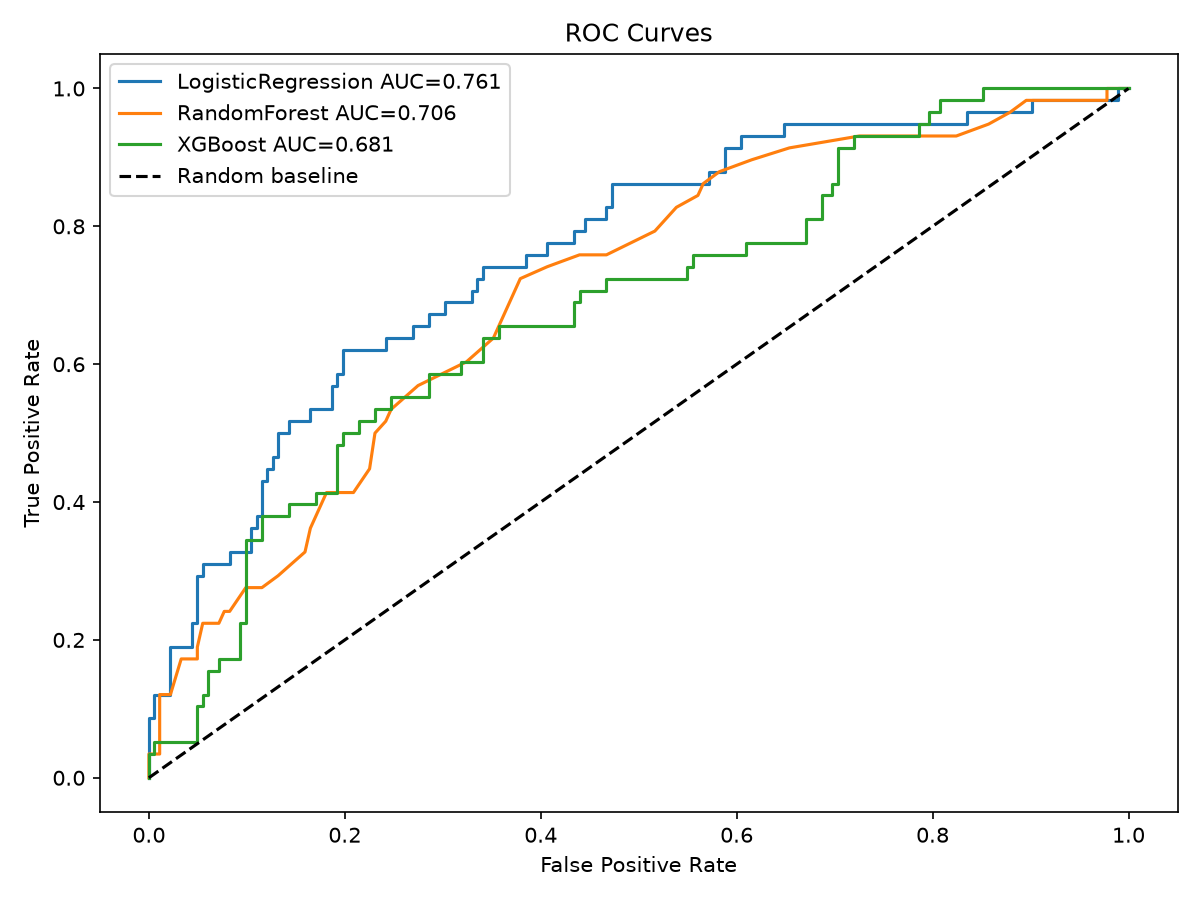 ROC Curves
LogisticRegression AUC=0.761
RandomForest AUC=0.706
XGBoost AUC=0.681
Random baseline
True Positive Rate
1.0
0.8
0.6
0.4
0.2
0.0
0.0 0.2 0.4 0.6 0.8 1.0
False Positive Rate